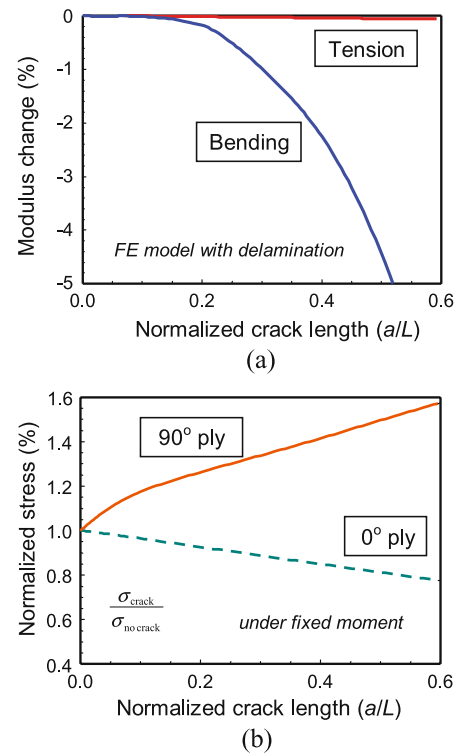 0
-1
-2
-3
-4
-5
Modulus change (%)
Tension
Bending
FE model with delamination
0.0 0.2 0.4 0.6
Normalized crack length (a/L)
(a)
1.6
1.4
1.2
1.0
0.8
0.6
0.4
Normalized stress (%)
90° ply
0° ply
σcrack
σno crack
under fixed moment
0.0 0.2 0.4 0.6
Normalized crack length (a/L)
(b)